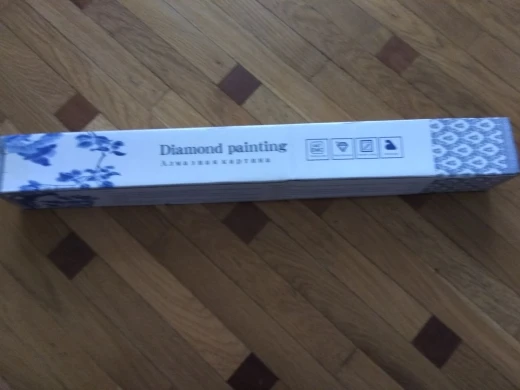 Diamond painting
Алмазная картина